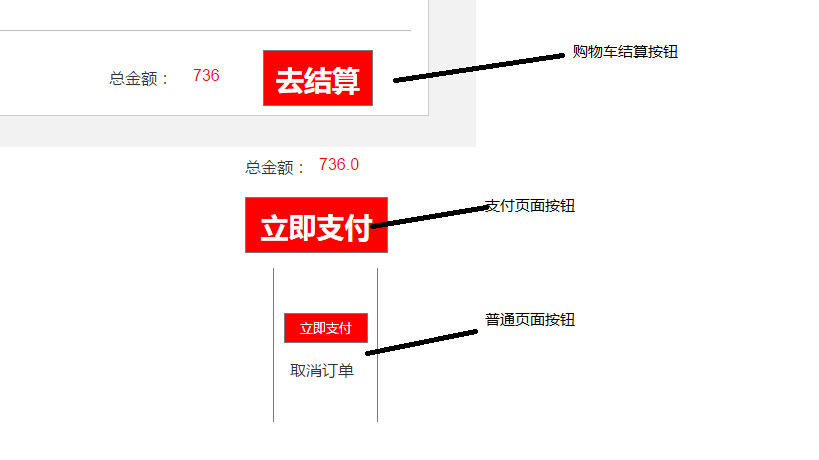 购物车结算按钮
总金额： 736 去结算
总金额： 736.0
立即支付 支付页面按钮
立即支付 普通页面按钮
取消订单